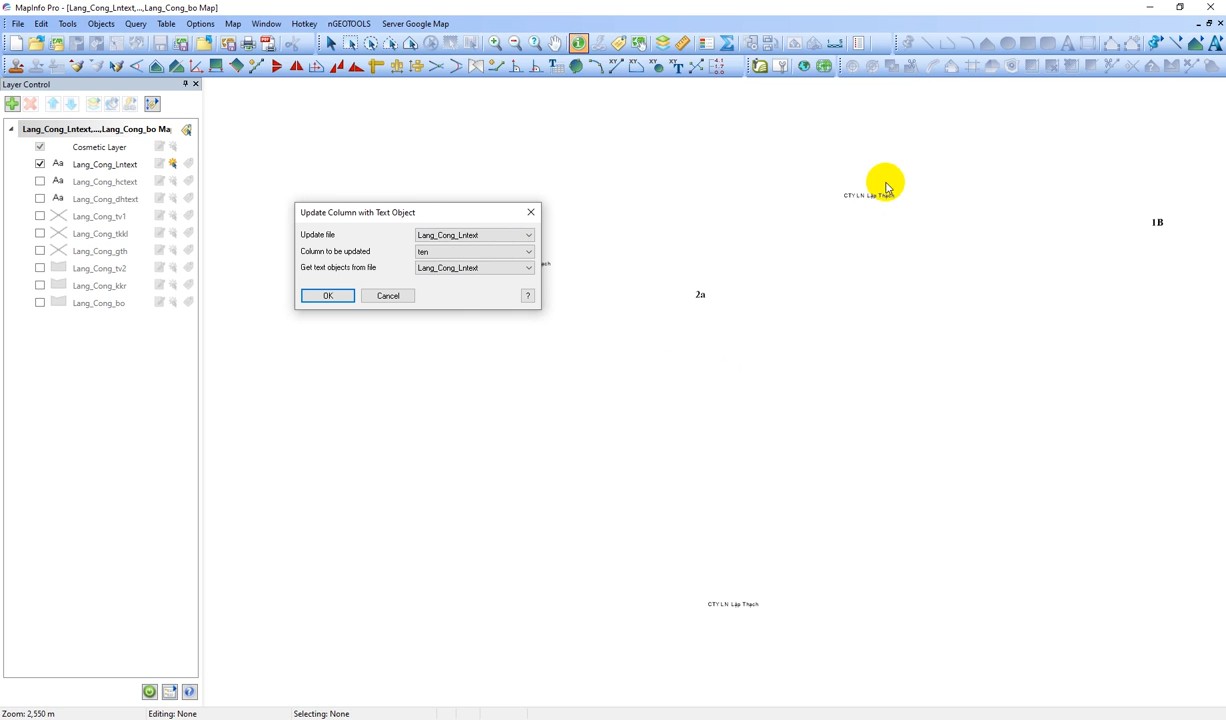 MapInfo Pro - [Lang_Cong_Lntext,...,Lang_Cong_bo Map]
File Edit Tools Objects Query Table Options Map Window Hotkey nGEOTOOLS Server Google Map
Layer Control
Lang_Cong_Lntext,...,Lang_Cong_bo Ma
Cosmetic Layer
Aa Lang_Cong_Lntext
Aa Lang_Cong_hctext
Aa Lang_Cong_dhtext
Lang_Cong_tv1
Lang_Cong_tkkl
Lang_Cong_gth
Lang_Cong_tv2
Lang_Cong_kkr
Lang_Cong_bo
Update Column with Text Object
Update file Lang_Cong_Lntext
Column to be updated ten
Get text objects from file Lang_Cong_Lntext
OK Cancel ?
CTY LN Lập Thạch
1B
2a
CTY LN Lập Thạch
Zoom: 2,550 m Editing: None Selecting: None